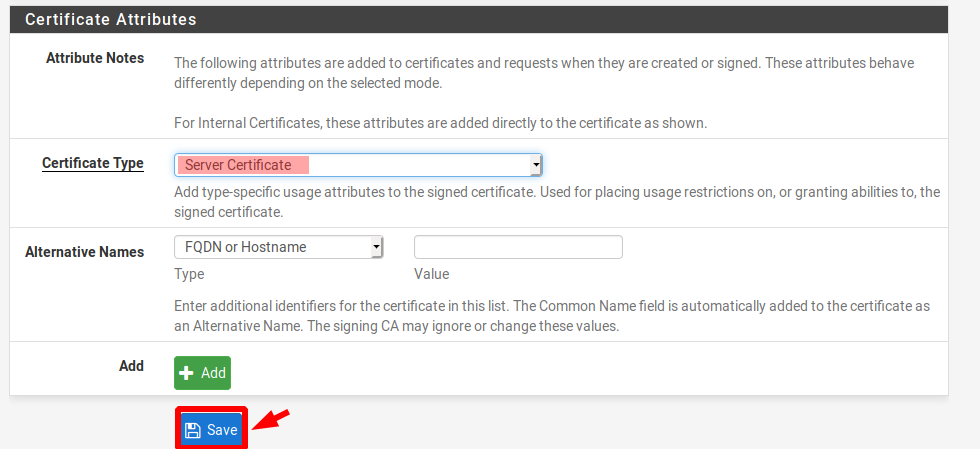 Certificate Attributes
Attribute Notes
The following attributes are added to certificates and requests when they are created or signed. These attributes behave
differently depending on the selected mode.
For Internal Certificates, these attributes are added directly to the certificate as shown.
Certificate Type
Server Certificate
Add type-specific usage attributes to the signed certificate. Used for placing usage restrictions on, or granting abilities to, the
signed certificate.
Alternative Names
FQDN or Hostname
Type
Value
Enter additional identifiers for the certificate in this list. The Common Name field is automatically added to the certificate as
an Alternative Name. The signing CA may ignore or change these values.
Add
Add
Save